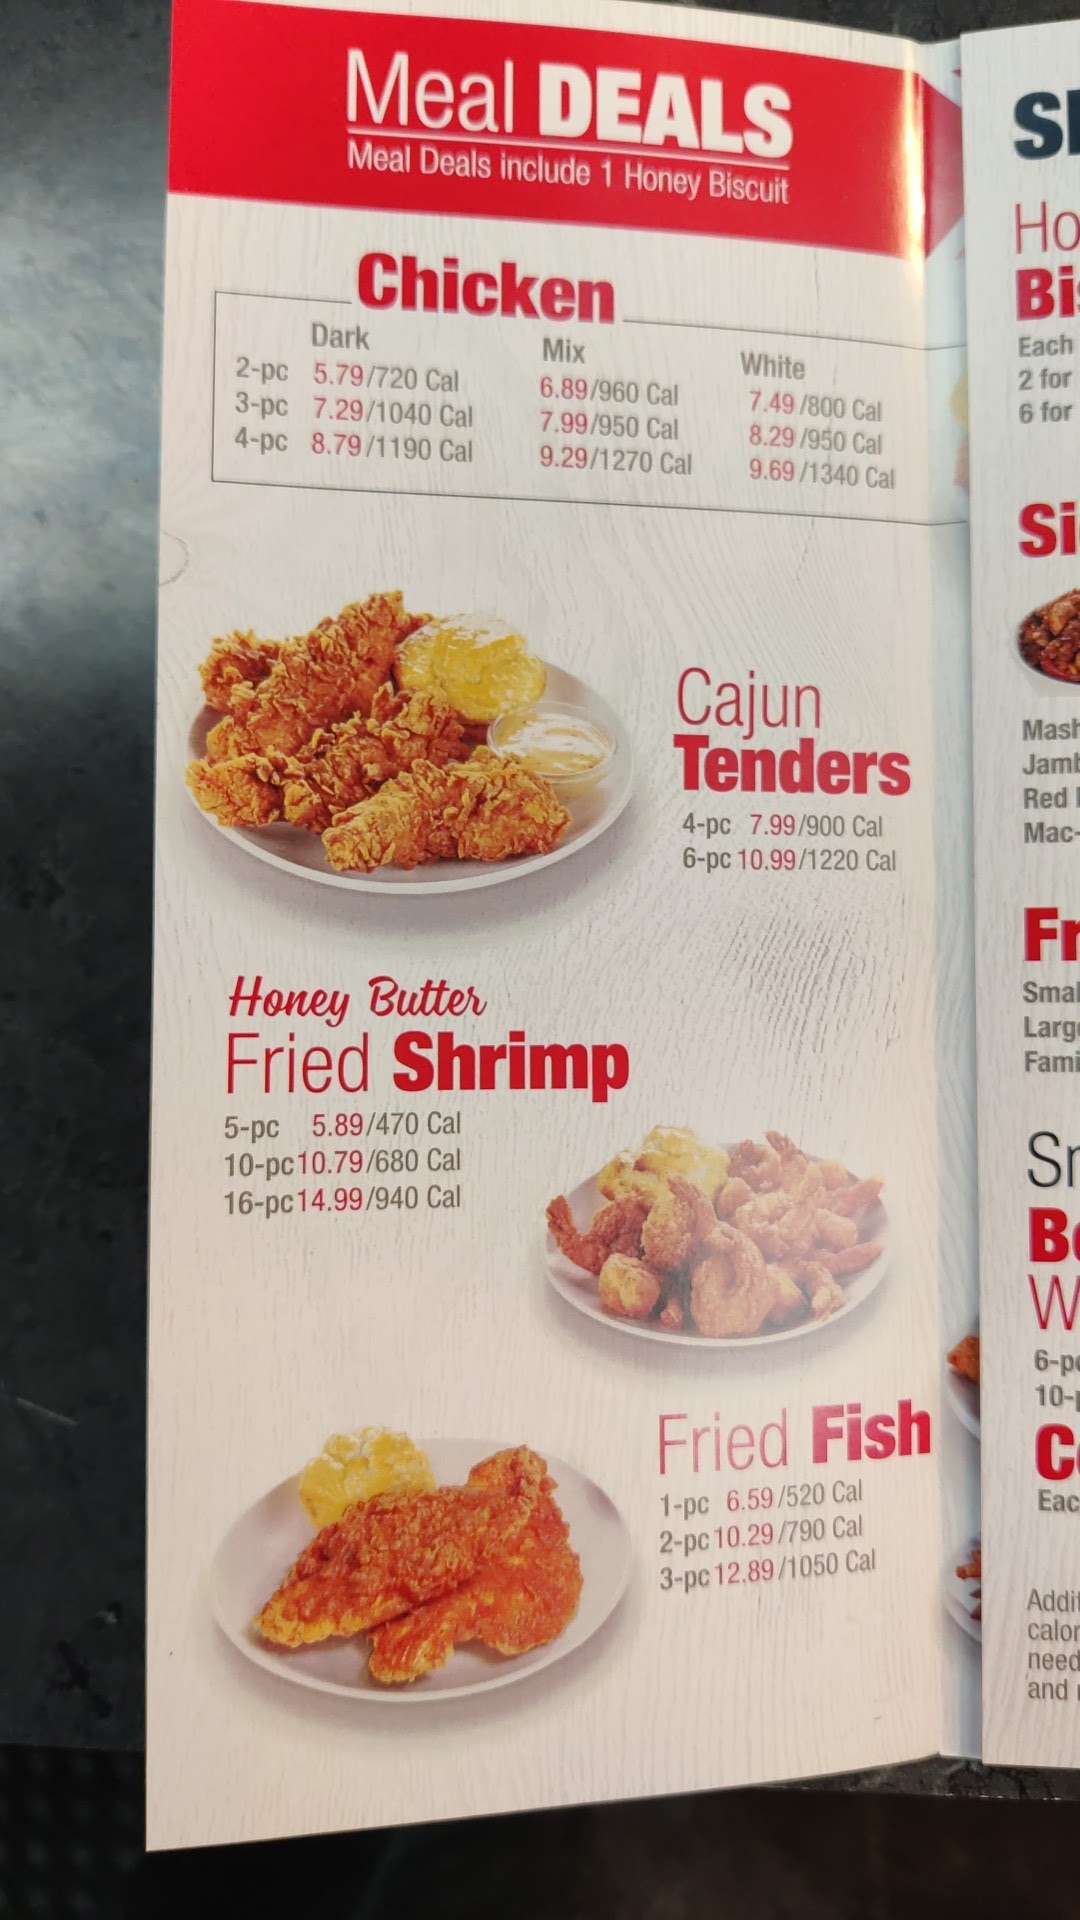 Meal DEALS
Meal Deals include 1 Honey Biscuit
Chicken
Dark Mix White
2-pc 5.79/720 Cal 6.89/960 Cal 7.49/800 Cal
3-pc 7.29/1040 Cal 7.99/950 Cal 8.29/950 Cal
4-pc 8.79/1190 Cal 9.29/1270 Cal 9.69/1340 Cal
Cajun
Tenders
4-pc 7.99/900 Cal
6-pc 10.99/1220 Cal
Honey Butter
Fried Shrimp
5-pc 5.89/470 Cal
10-pc 10.79/680 Cal
16-pc 14.99/940 Cal
Fried Fish
1-pc 6.59/520 Cal
2-pc 10.29/790 Cal
3-pc 12.89/1050 Cal
Each
2 for
6 for
Red
6-p
10-
and